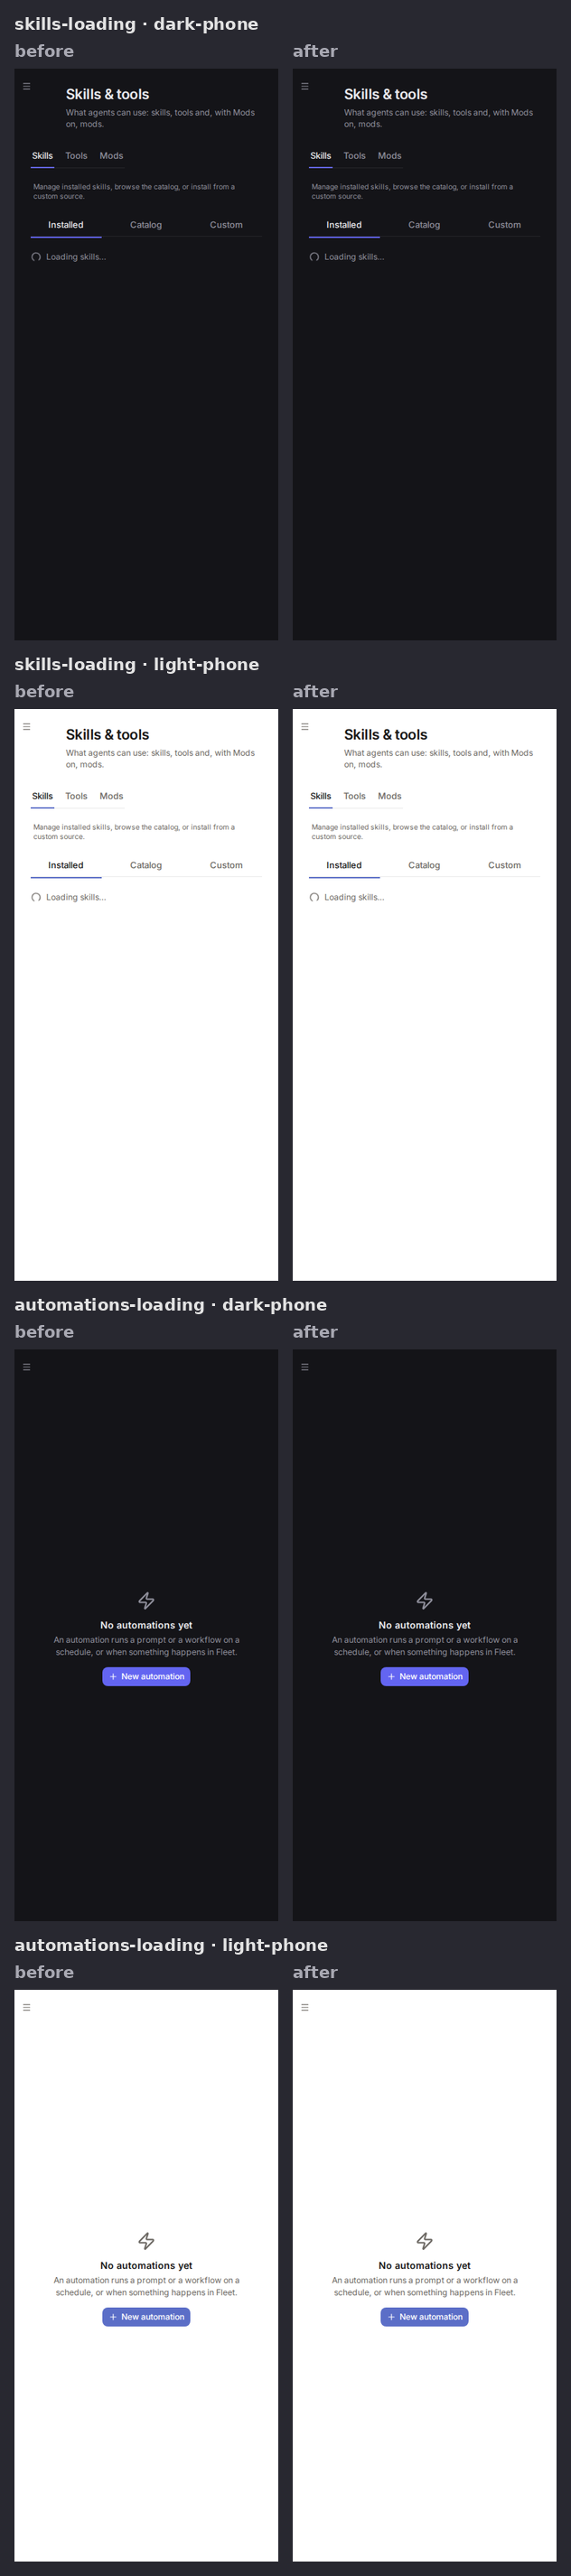 skills-loading · dark-phone
before
after
Skills & tools
What agents can use: skills, tools and, with Mods
on, mods.
Skills Tools Mods
Manage installed skills, browse the catalog, or install from a
custom source.
Installed Catalog Custom
Loading skills...
Skills & tools
What agents can use: skills, tools and, with Mods
on, mods.
Skills Tools Mods
Manage installed skills, browse the catalog, or install from a
custom source.
Installed Catalog Custom
Loading skills...
skills-loading · light-phone
before
after
Skills & tools
What agents can use: skills, tools and, with Mods
on, mods.
Skills Tools Mods
Manage installed skills, browse the catalog, or install from a
custom source.
Installed Catalog Custom
Loading skills...
Skills & tools
What agents can use: skills, tools and, with Mods
on, mods.
Skills Tools Mods
Manage installed skills, browse the catalog, or install from a
custom source.
Installed Catalog Custom
Loading skills...
automations-loading · dark-phone
before
after
No automations yet
An automation runs a prompt or a workflow on a
schedule, or when something happens in Fleet.
+ New automation
No automations yet
An automation runs a prompt or a workflow on a
schedule, or when something happens in Fleet.
+ New automation
automations-loading · light-phone
before
after
No automations yet
An automation runs a prompt or a workflow on a
schedule, or when something happens in Fleet.
+ New automation
No automations yet
An automation runs a prompt or a workflow on a
schedule, or when something happens in Fleet.
+ New automation